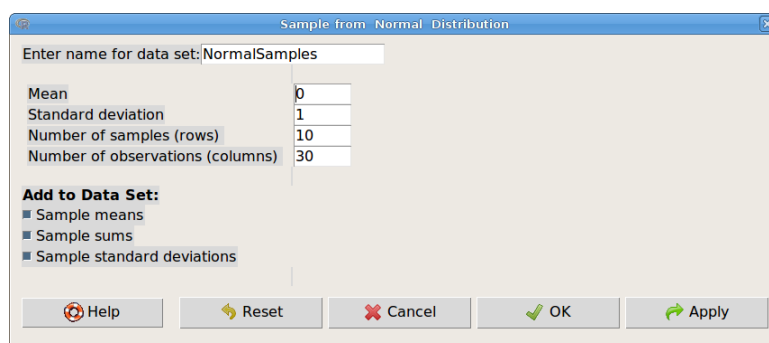 Sample from Normal Distribution
Enter name for data set: NormalSamples
Mean 0
Standard deviation 1
Number of samples (rows) 10
Number of observations (columns) 30
Add to Data Set:
Sample means
Sample sums
Sample standard deviations
Help Reset Cancel OK Apply